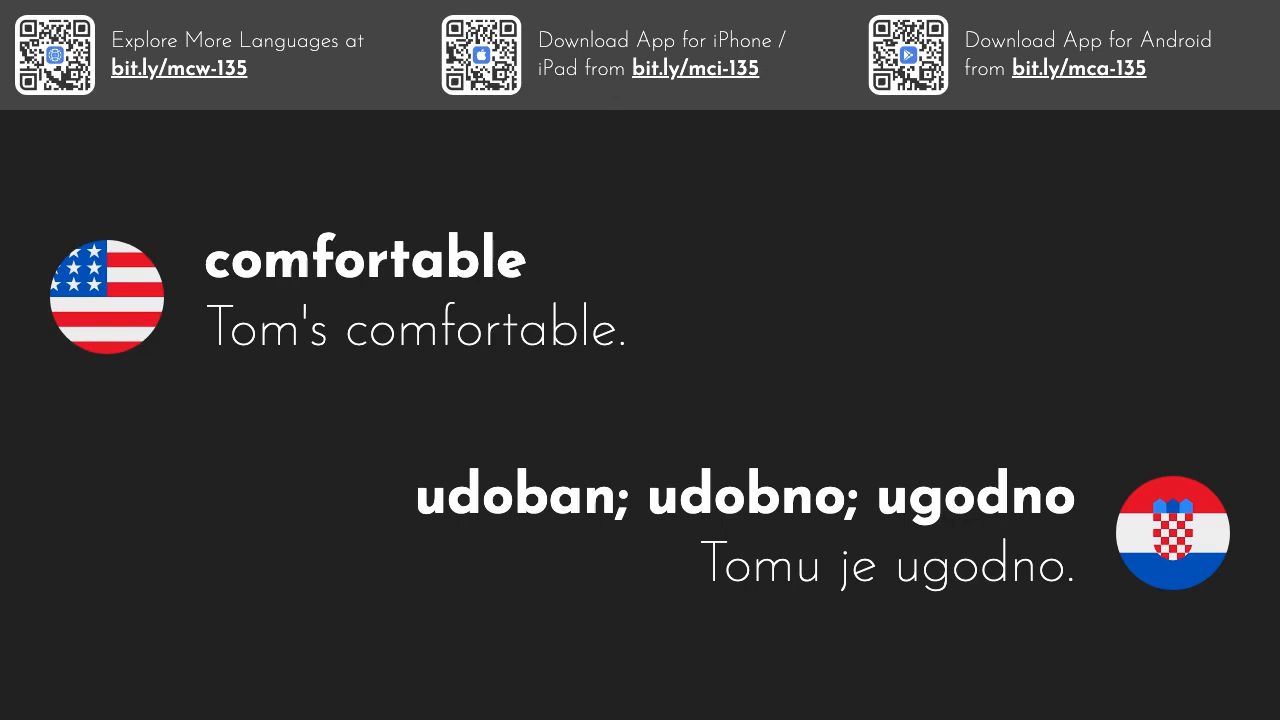 Explore More Languages at
bit.ly/mcw-135
Download App for iPhone /
iPad from bit.ly/mci-135
Download App for Android
from bit.ly/mca-135
comfortable
Tom's comfortable.
udoban; udobno; ugodno
Tomu je ugodno.